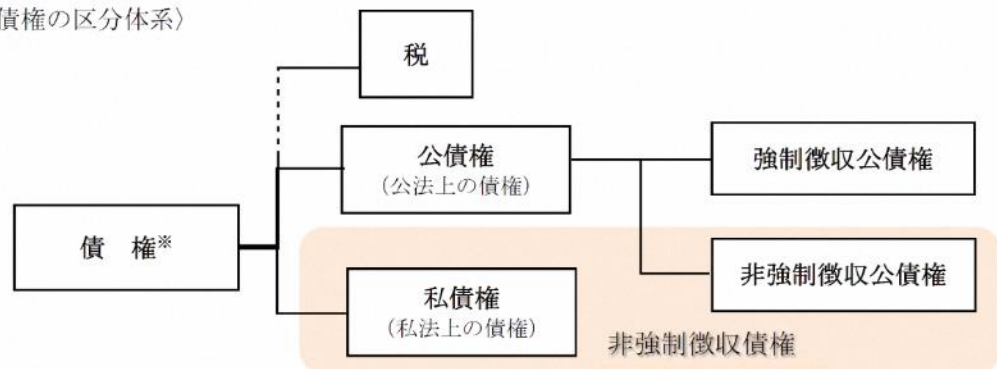 債権の区分体系〉
税
公債権
(公法上の債権)
強制徴収公債権
債　権※
非強制徴収公債権
私債権
(私法上の債権)
非強制徴収債権